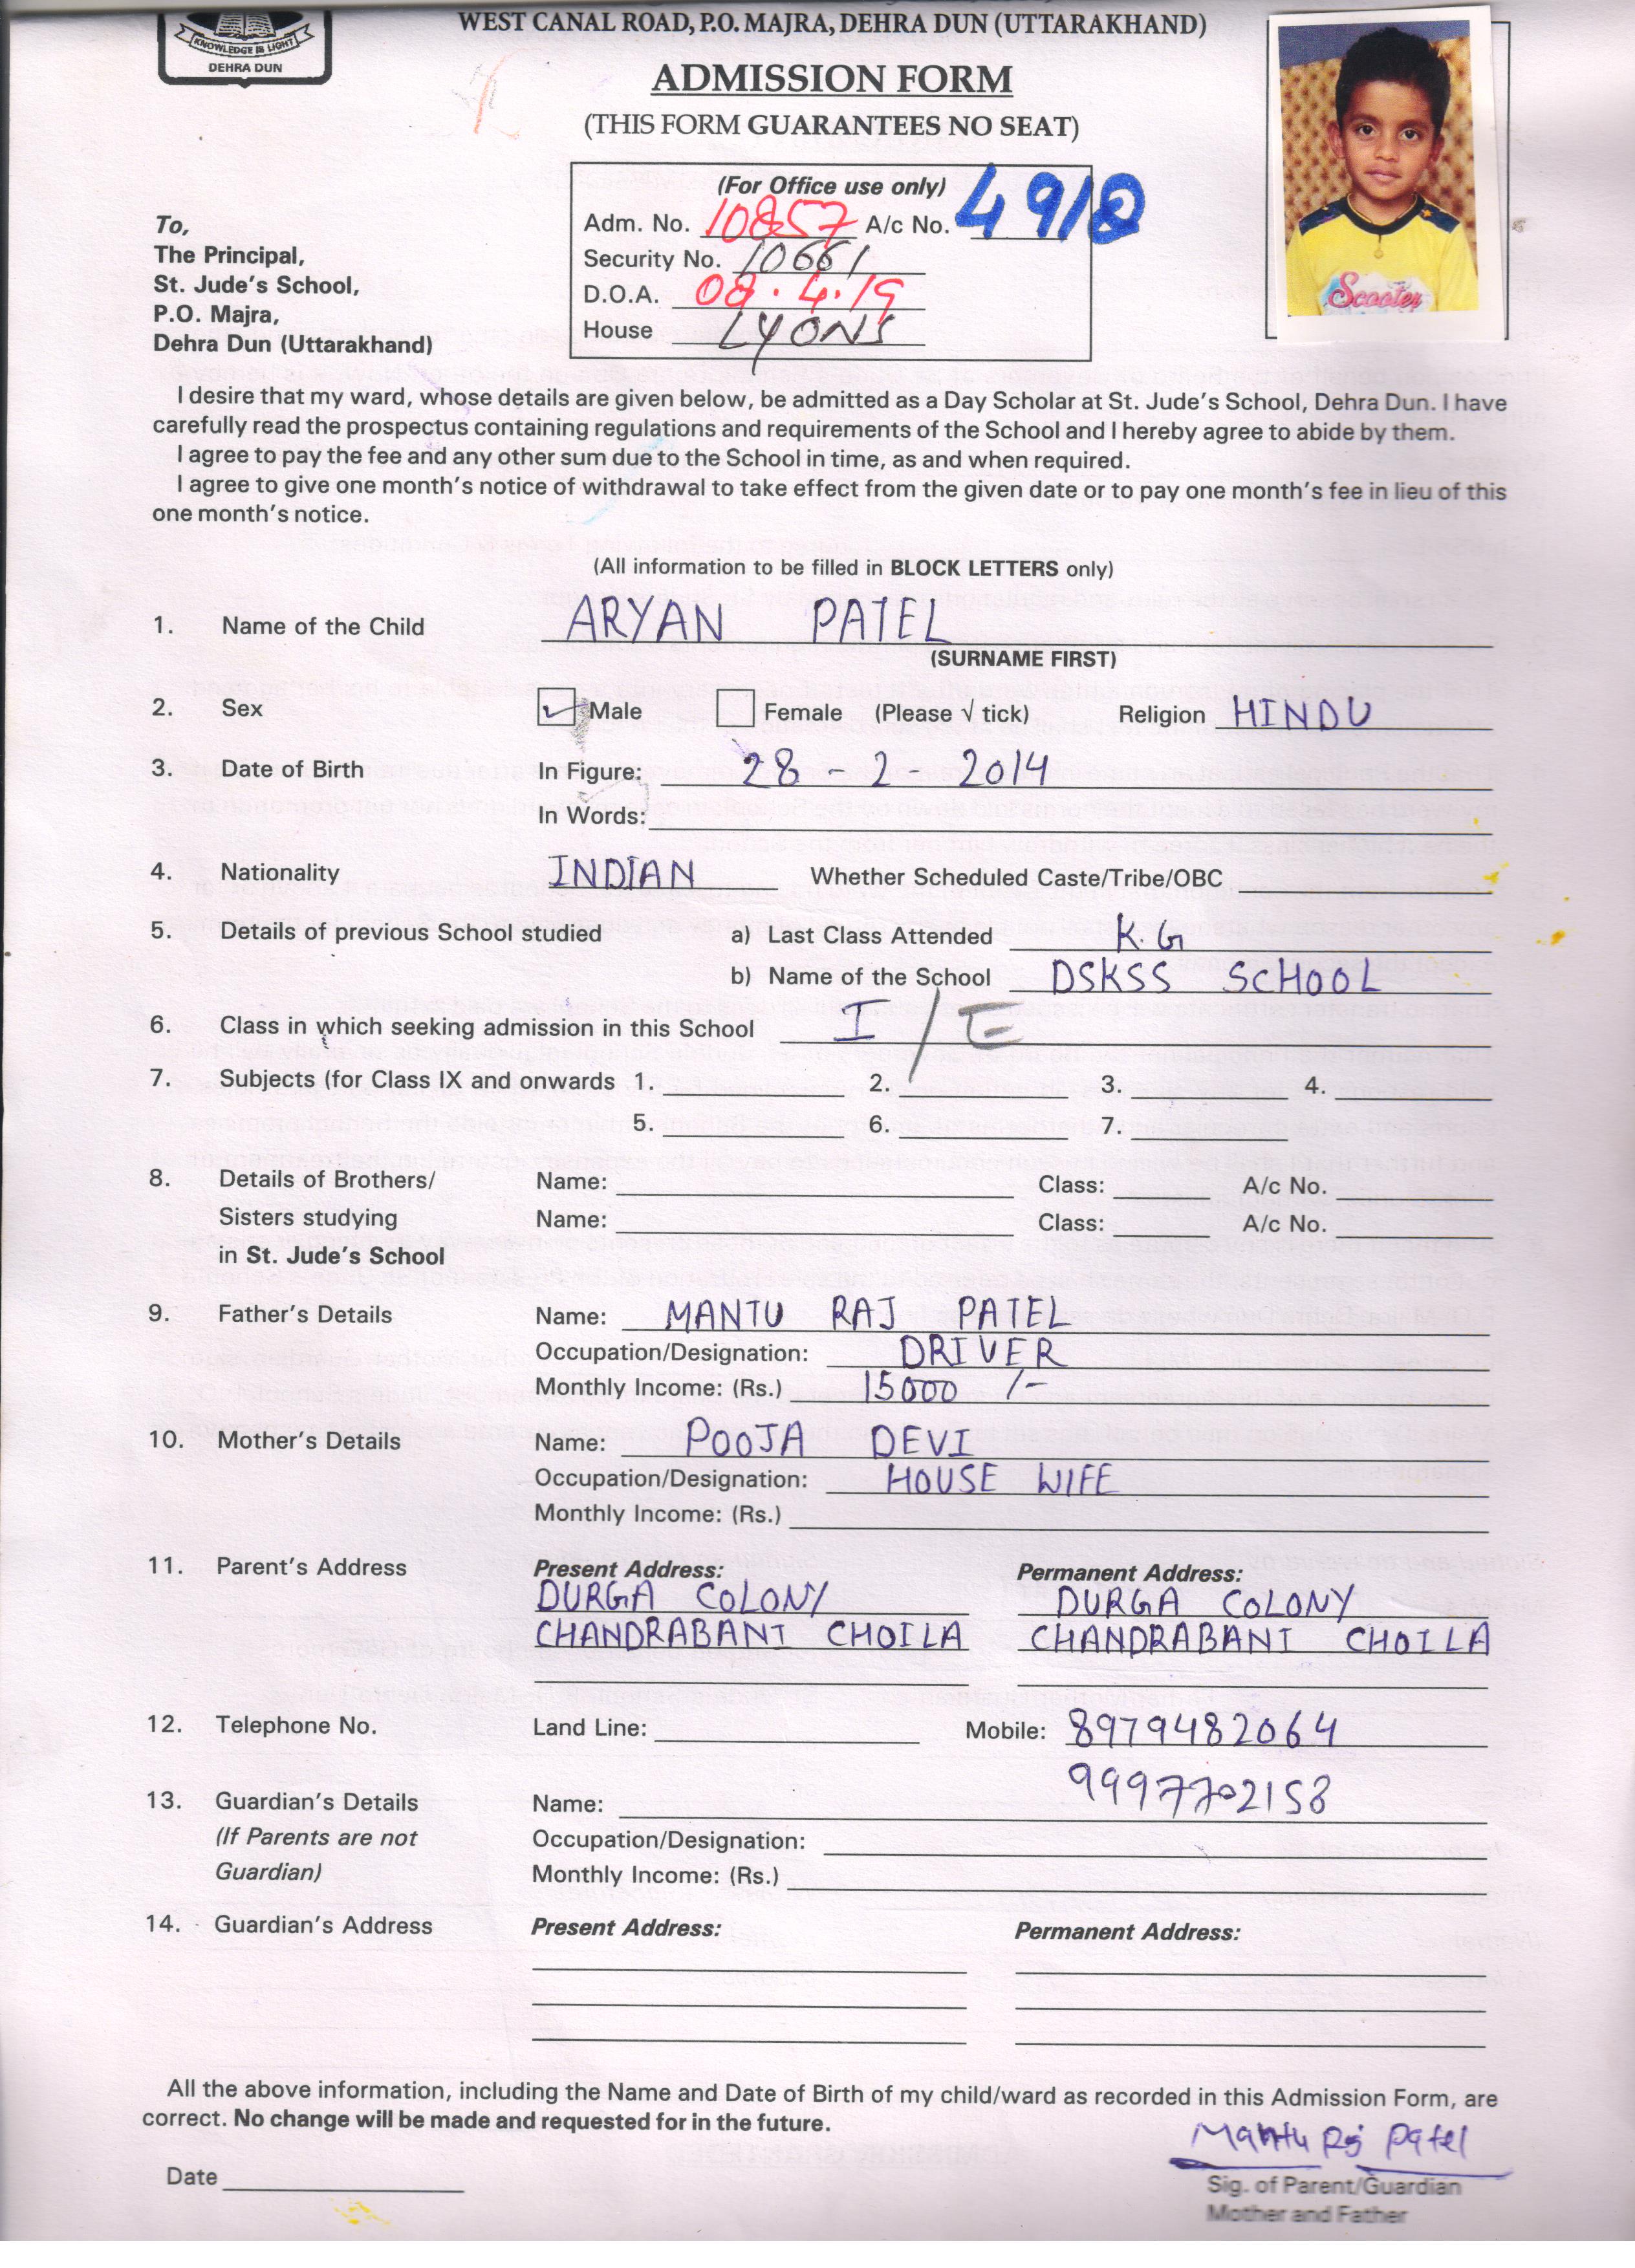 KNOWLEDGE IS LIGHT
DEHRA DUN
WEST CANAL ROAD, P.O. MAJRA, DEHRA DUN (UTTARAKHAND)
ADMISSION FORM
(THIS FORM GUARANTEES NO SEAT)
(For Office use only)
Adm. No. 10857 A/c No. 4918
Security No. 10661
D.O.A. 08.4.19
House LYONS
To,
The Principal,
St. Jude's School,
P.O. Majra,
Dehra Dun (Uttarakhand)
Scooter
I desire that my ward, whose details are given below, be admitted as a Day Scholar at St. Jude's School, Dehra Dun. I have
carefully read the prospectus containing regulations and requirements of the School and I hereby agree to abide by them.
I agree to pay the fee and any other sum due to the School in time, as and when required.
I agree to give one month's notice of withdrawal to take effect from the given date or to pay one month's fee in lieu of this
one month's notice.
(All information to be filled in BLOCK LETTERS only)
1. Name of the Child ARYAN PATEL
(SURNAME FIRST)
2. Sex Male Female (Please √ tick) Religion HINDU
3. Date of Birth In Figure: 28 - 2 - 2014
In Words:
4. Nationality INDIAN Whether Scheduled Caste/Tribe/OBC
5. Details of previous School studied a) Last Class Attended K.G
b) Name of the School DSKSS SCHOOL
6. Class in which seeking admission in this School I / E
7. Subjects (for Class IX and onwards 1. 2. 3. 4.
5. 6. 7.
8. Details of Brothers/ Name: Class: A/c No.
Sisters studying Name: Class: A/c No.
in St. Jude's School
9. Father's Details Name: MANTU RAJ PATEL
Occupation/Designation: DRIVER
Monthly Income: (Rs.) 15000 /-
10. Mother's Details Name: POOJA DEVI
Occupation/Designation: HOUSE WIFE
Monthly Income: (Rs.)
11. Parent's Address Present Address: Permanent Address:
DURGA COLONY DURGA COLONY
CHANDRABANI CHOILA CHANDRABANI CHOILA
12. Telephone No. Land Line: Mobile: 8979482064
9997702158
13. Guardian's Details Name:
(If Parents are not Occupation/Designation:
Guardian) Monthly Income: (Rs.)
14. Guardian's Address Present Address: Permanent Address:
All the above information, including the Name and Date of Birth of my child/ward as recorded in this Admission Form, are
correct. No change will be made and requested for in the future.
Mantu Raj Patel
Date
Sig. of Parent/Guardian
Mother and Father